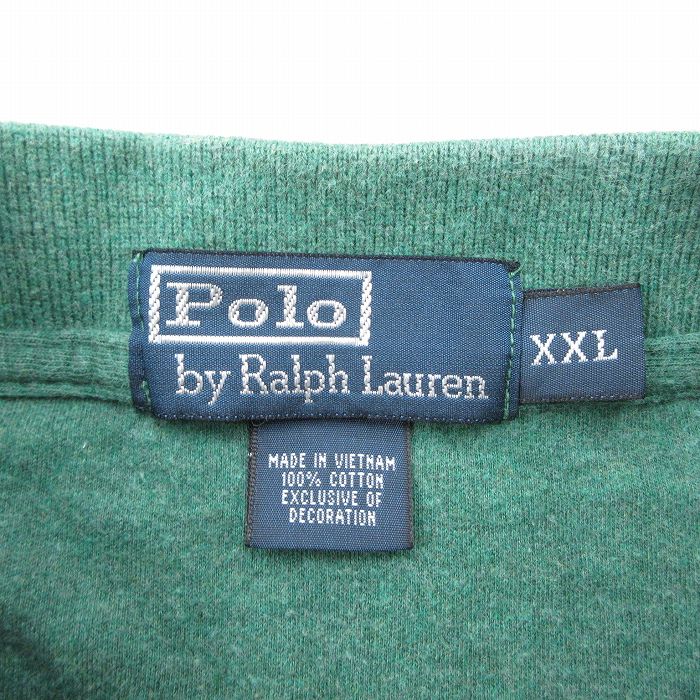 Polo
by Ralph Lauren
XXL
MADE IN VIETNAM
100% COTTON
EXCLUSIVE OF
DECORATION